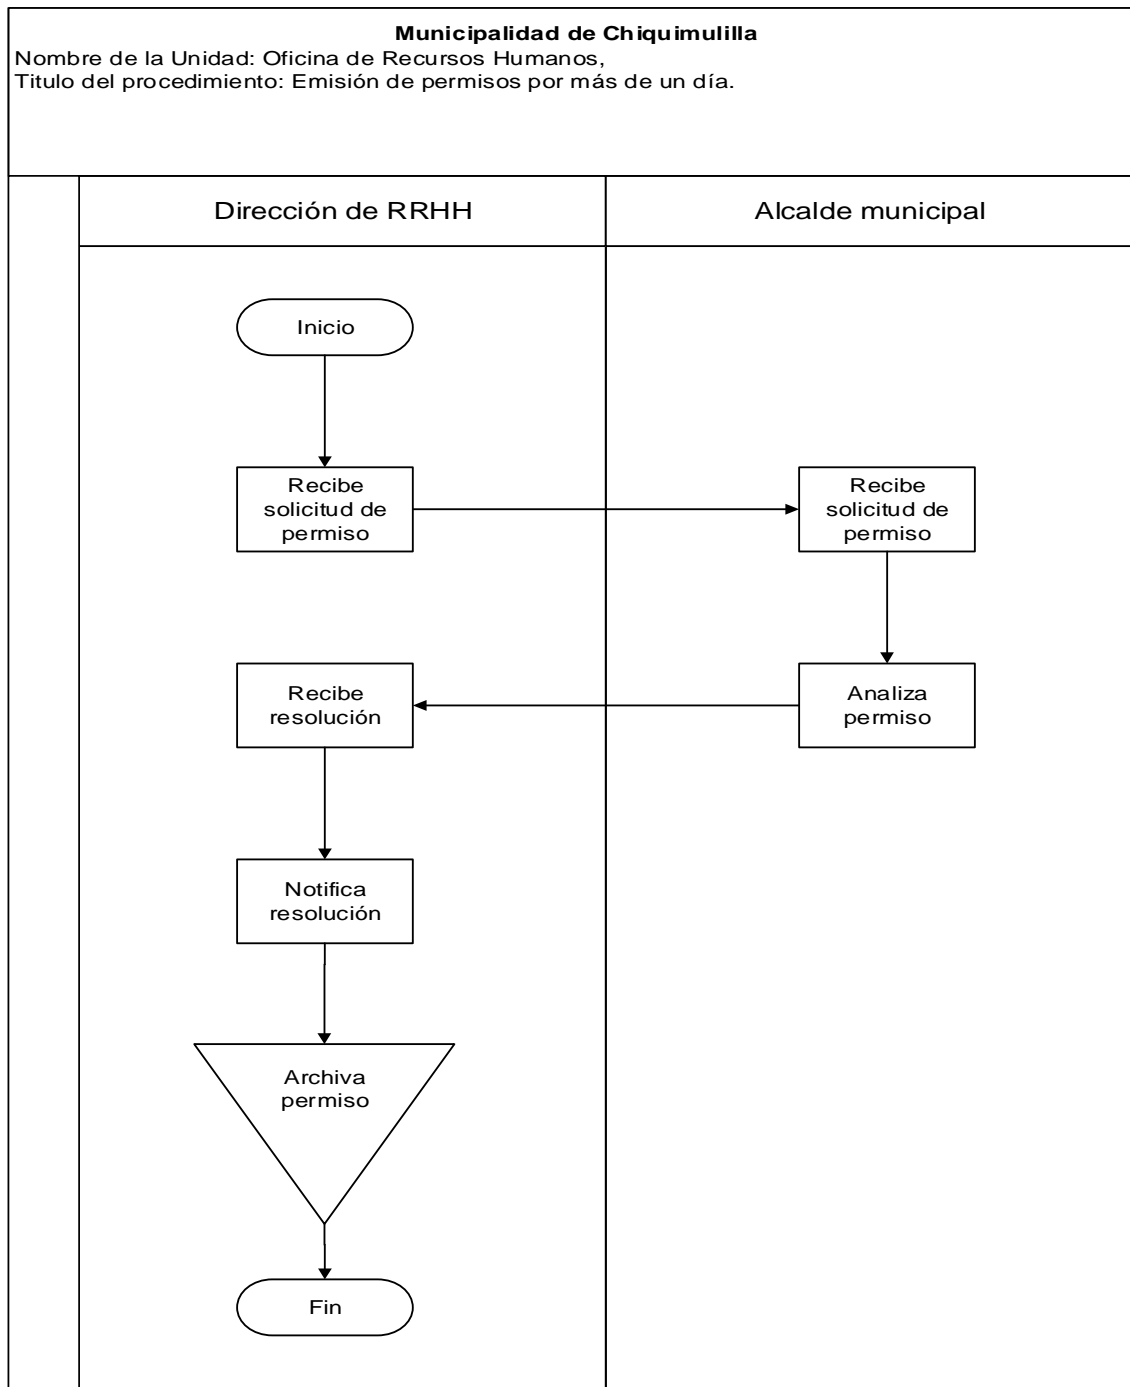 Municipalidad de Chiquimulilla
Nombre de la Unidad: Oficina de Recursos Humanos,
Titulo del procedimiento: Emisión de permisos por más de un día.
Dirección de RRHH
Alcalde municipal
Inicio
Recibe
solicitud de
permiso
Recibe
solicitud de
permiso
Analiza
permiso
Recibe
resolución
Notifica
resolución
Archiva
permiso
Fin